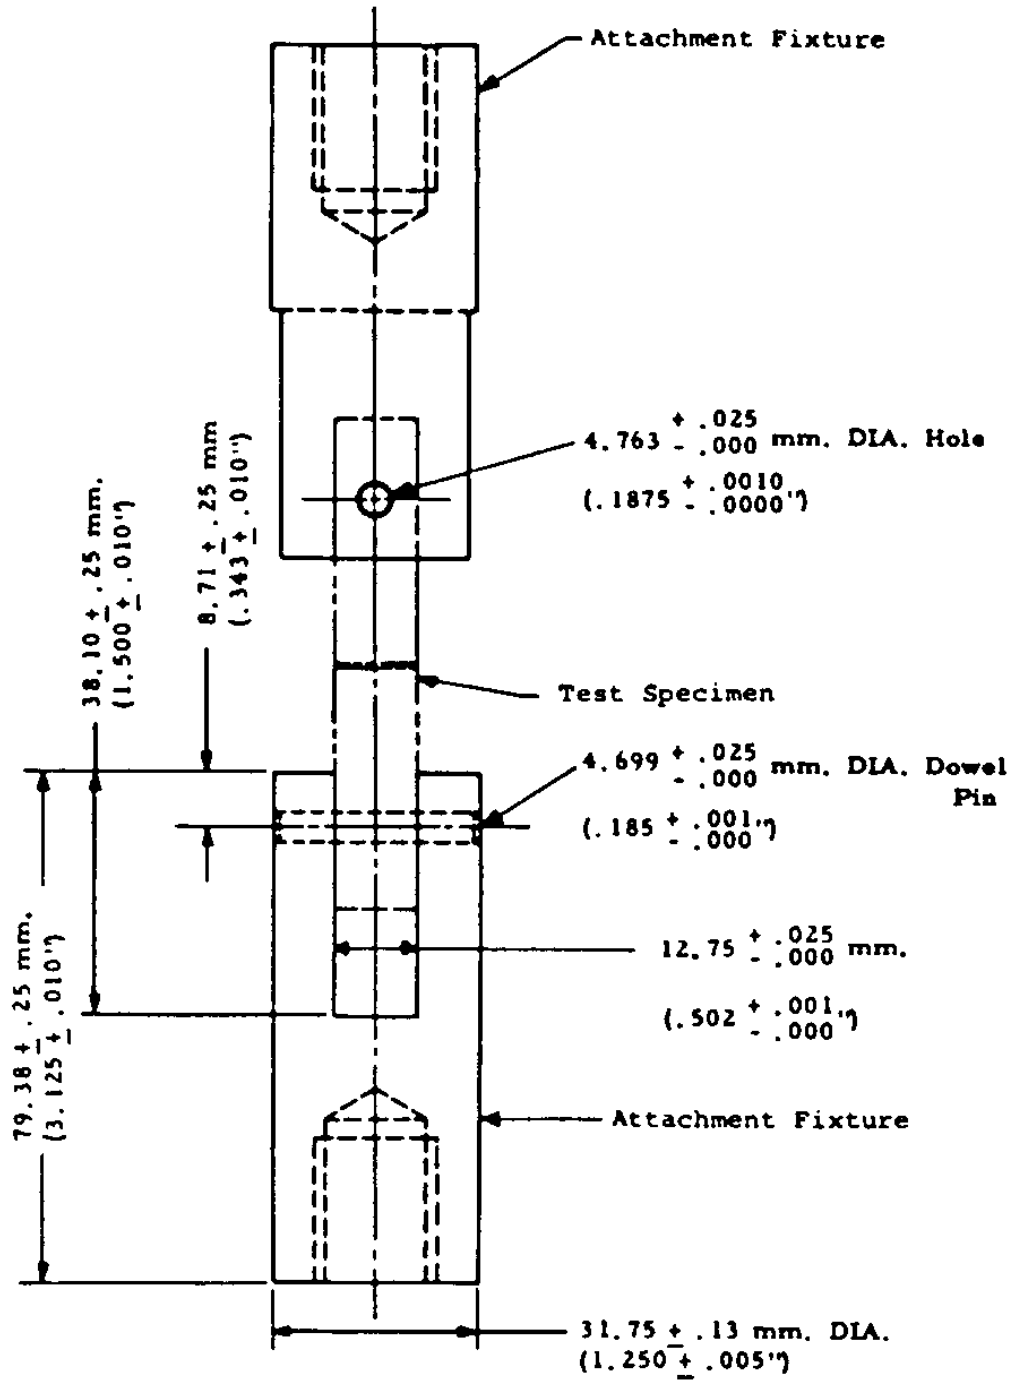 Attachment Fixture
4.763 + .025 - .000 mm. DIA. Hole
(.1875 + .0010 - .0000")
8.71 ± .25 mm
(.343 ± .010")
38.10 ± .25 mm.
(1.500 ± .010")
Test Specimen
4.699 + .025 - .000 mm. DIA. Dowel
Pin
(.185 + .001 - .000")
12.75 + .025 - .000 mm.
(.502 + .001 - .000")
79.38 ± .25 mm.
(3.125 ± .010")
Attachment Fixture
31.75 ± .13 mm. DIA.
(1.250 ± .005")